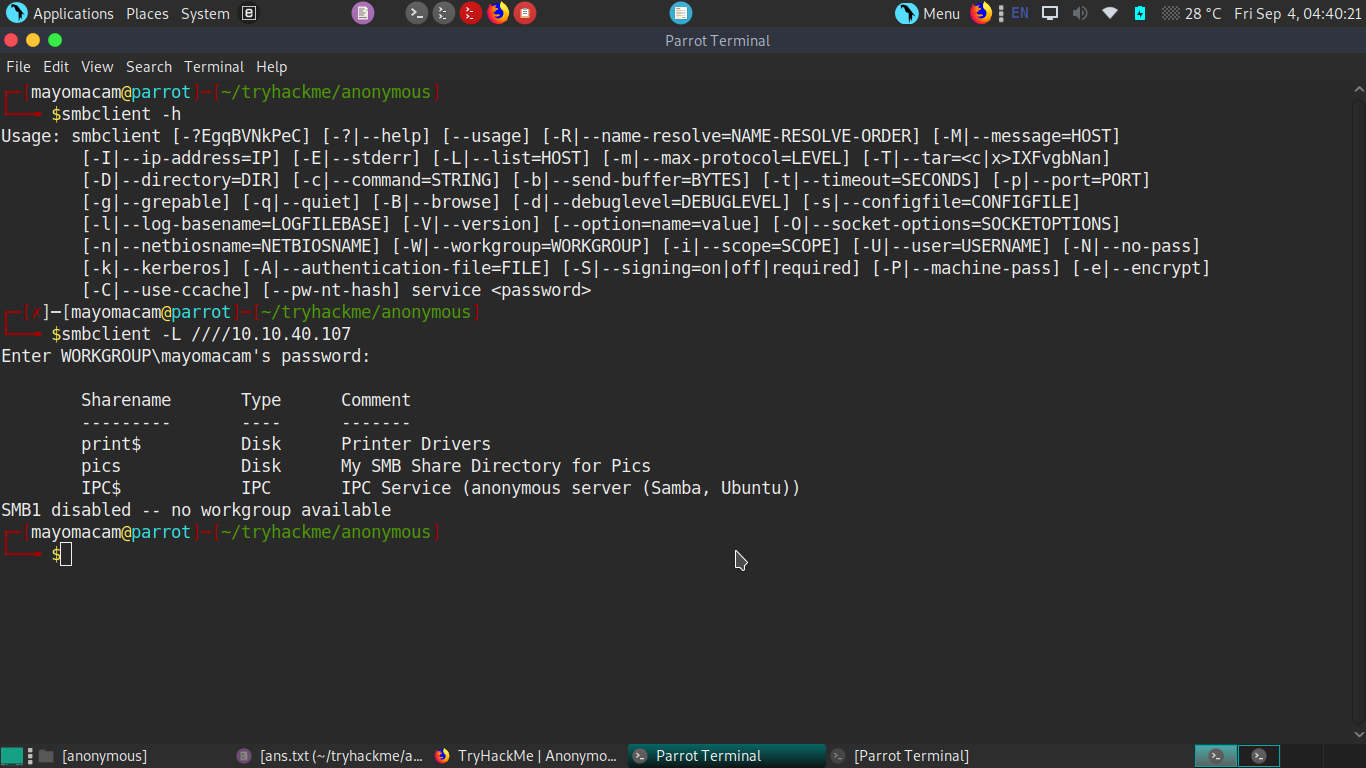 Applications Places System Menu EN 28 °C Fri Sep 4, 04:40:21
Parrot Terminal
File Edit View Search Terminal Help
┌─[mayomacam@parrot]─[~/tryhackme/anonymous]
└──╼ $smbclient -h
Usage: smbclient [-?EgqBVNkPeC] [-?|--help] [--usage] [-R|--name-resolve=NAME-RESOLVE-ORDER] [-M|--message=HOST]
[-I|--ip-address=IP] [-E|--stderr] [-L|--list=HOST] [-m|--max-protocol=LEVEL] [-T|--tar=<c|x>IXFvgbNan]
[-D|--directory=DIR] [-c|--command=STRING] [-b|--send-buffer=BYTES] [-t|--timeout=SECONDS] [-p|--port=PORT]
[-g|--grepable] [-q|--quiet] [-B|--browse] [-d|--debuglevel=DEBUGLEVEL] [-s|--configfile=CONFIGFILE]
[-l|--log-basename=LOGFILEBASE] [-V|--version] [--option=name=value] [-O|--socket-options=SOCKETOPTIONS]
[-n|--netbiosname=NETBIOSNAME] [-W|--workgroup=WORKGROUP] [-i|--scope=SCOPE] [-U|--user=USERNAME] [-N|--no-pass]
[-k|--kerberos] [-A|--authentication-file=FILE] [-S|--signing=on|off|required] [-P|--machine-pass] [-e|--encrypt]
[-C|--use-ccache] [--pw-nt-hash] service <password>
┌─[✗]─[mayomacam@parrot]─[~/tryhackme/anonymous]
└──╼ $smbclient -L ////10.10.40.107
Enter WORKGROUP\mayomacam's password:
Sharename Type Comment
--------- ---- -------
print$ Disk Printer Drivers
pics Disk My SMB Share Directory for Pics
IPC$ IPC IPC Service (anonymous server (Samba, Ubuntu))
SMB1 disabled -- no workgroup available
┌─[mayomacam@parrot]─[~/tryhackme/anonymous]
└──╼ $
[anonymous] [ans.txt (~/tryhackme/a... TryHackMe | Anonymo... Parrot Terminal [Parrot Terminal]